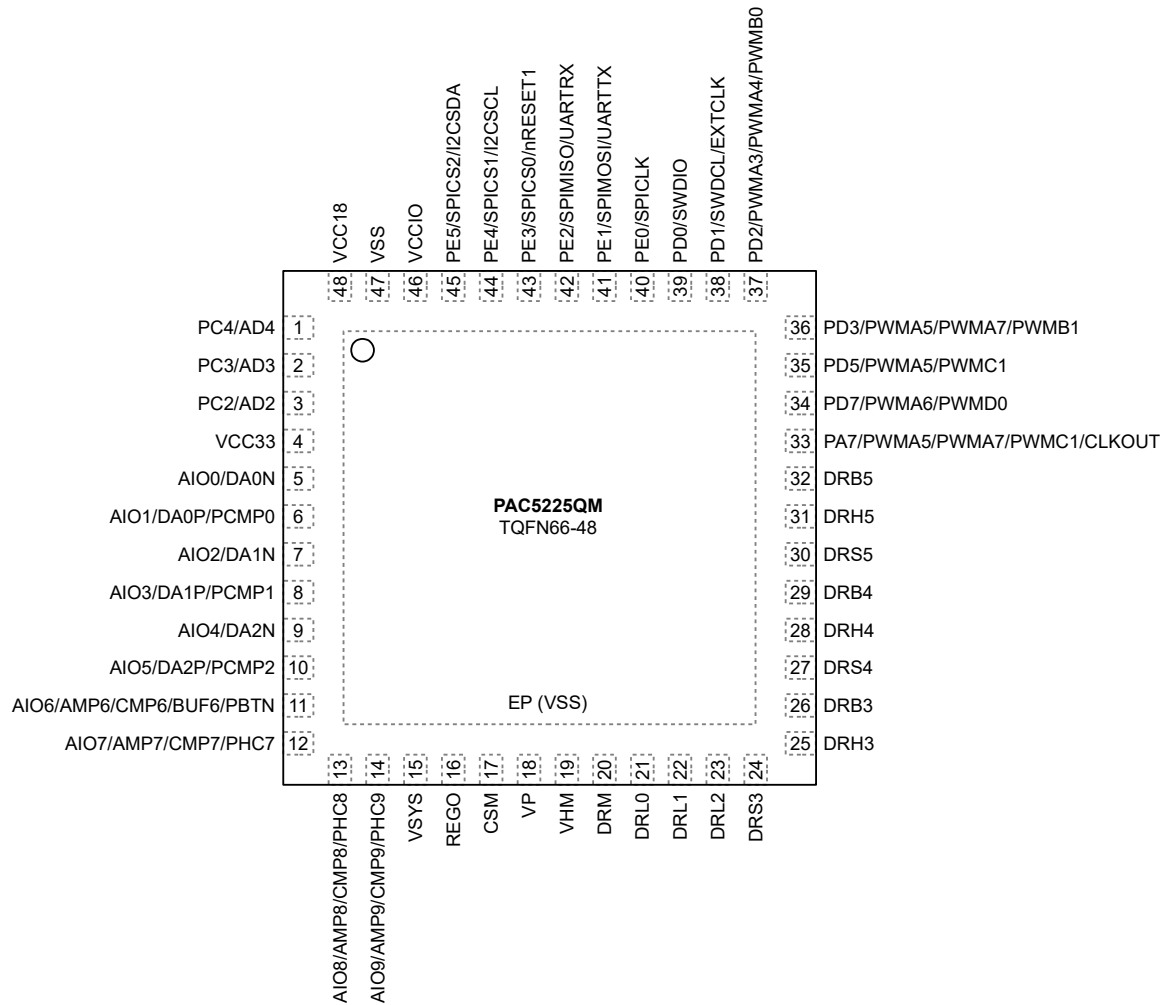 VCC18
VSS
VCCIO
PE5/SPICS2/I2CSDA
PE4/SPICS1/I2CSCL
PE3/SPICS0/nRESET1
PE2/SPIMISO/UARTRX
PE1/SPIMOSI/UARTTX
PE0/SPICLK
PD0/SWDIO
PD1/SWDCL/EXTCLK
PD2/PWMA3/PWMA4/PWMB0
48
47
46
45
44
43
42
41
40
39
38
37
PC4/AD4 1
PC3/AD3 2
PC2/AD2 3
VCC33 4
AIO0/DA0N 5
AIO1/DA0P/PCMP0 6
AIO2/DA1N 7
AIO3/DA1P/PCMP1 8
AIO4/DA2N 9
AIO5/DA2P/PCMP2 10
AIO6/AMP6/CMP6/BUF6/PBTN 11
AIO7/AMP7/CMP7/PHC7 12
PAC5225QM
TQFN66-48
EP (VSS)
36 PD3/PWMA5/PWMA7/PWMB1
35 PD5/PWMA5/PWMC1
34 PD7/PWMA6/PWMD0
33 PA7/PWMA5/PWMA7/PWMC1/CLKOUT
32 DRB5
31 DRH5
30 DRS5
29 DRB4
28 DRH4
27 DRS4
26 DRB3
25 DRH3
13
14
15
16
17
18
19
20
21
22
23
24
AIO8/AMP8/CMP8/PHC8
AIO9/AMP9/CMP9/PHC9
VSYS
REGO
CSM
VP
VHM
DRM
DRL0
DRL1
DRL2
DRS3